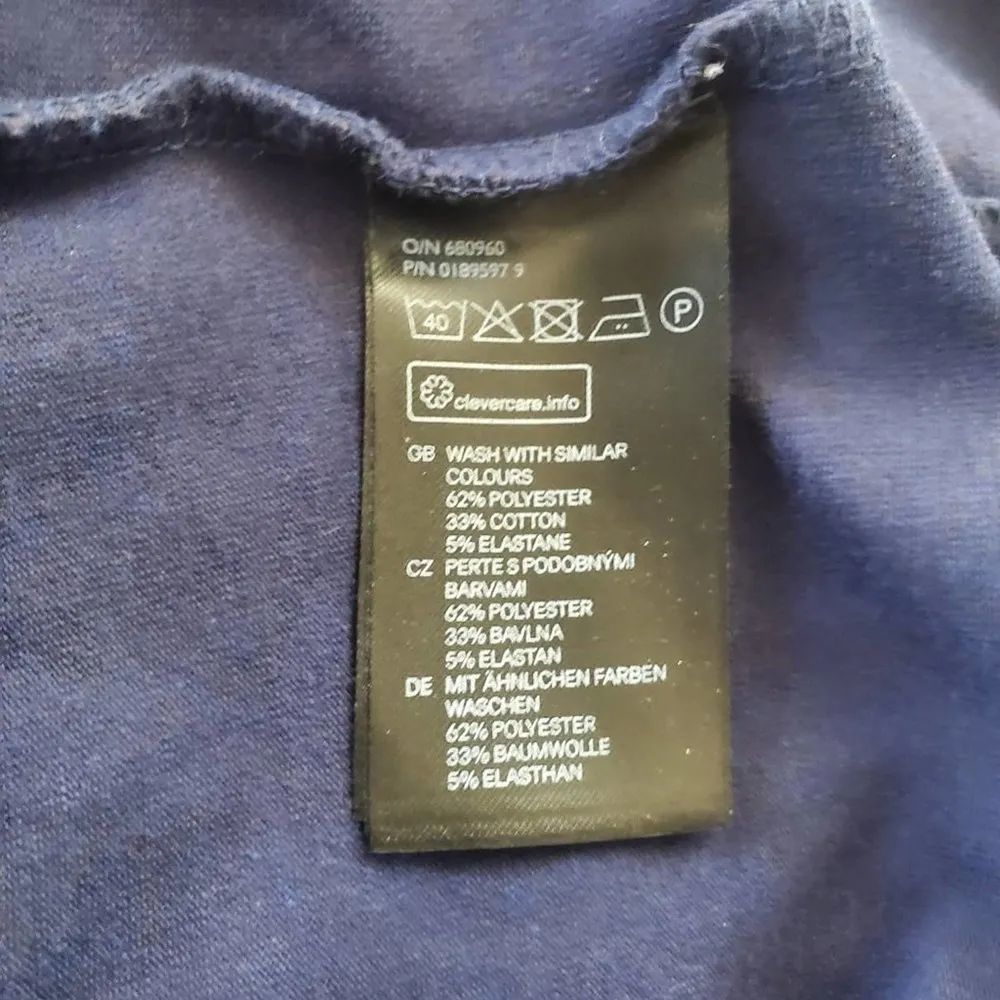 O/N 680960
P/N 0189597 9
40 P
clevercare.info
GB WASH WITH SIMILAR
COLOURS
62% POLYESTER
33% COTTON
5% ELASTANE
CZ PERTE S PODOBNÝMI
BARVAMI
62% POLYESTER
33% BAVLNA
5% ELASTAN
DE MIT ÄHNLICHEN FARBEN
WASCHEN
62% POLYESTER
33% BAUMWOLLE
5% ELASTHAN